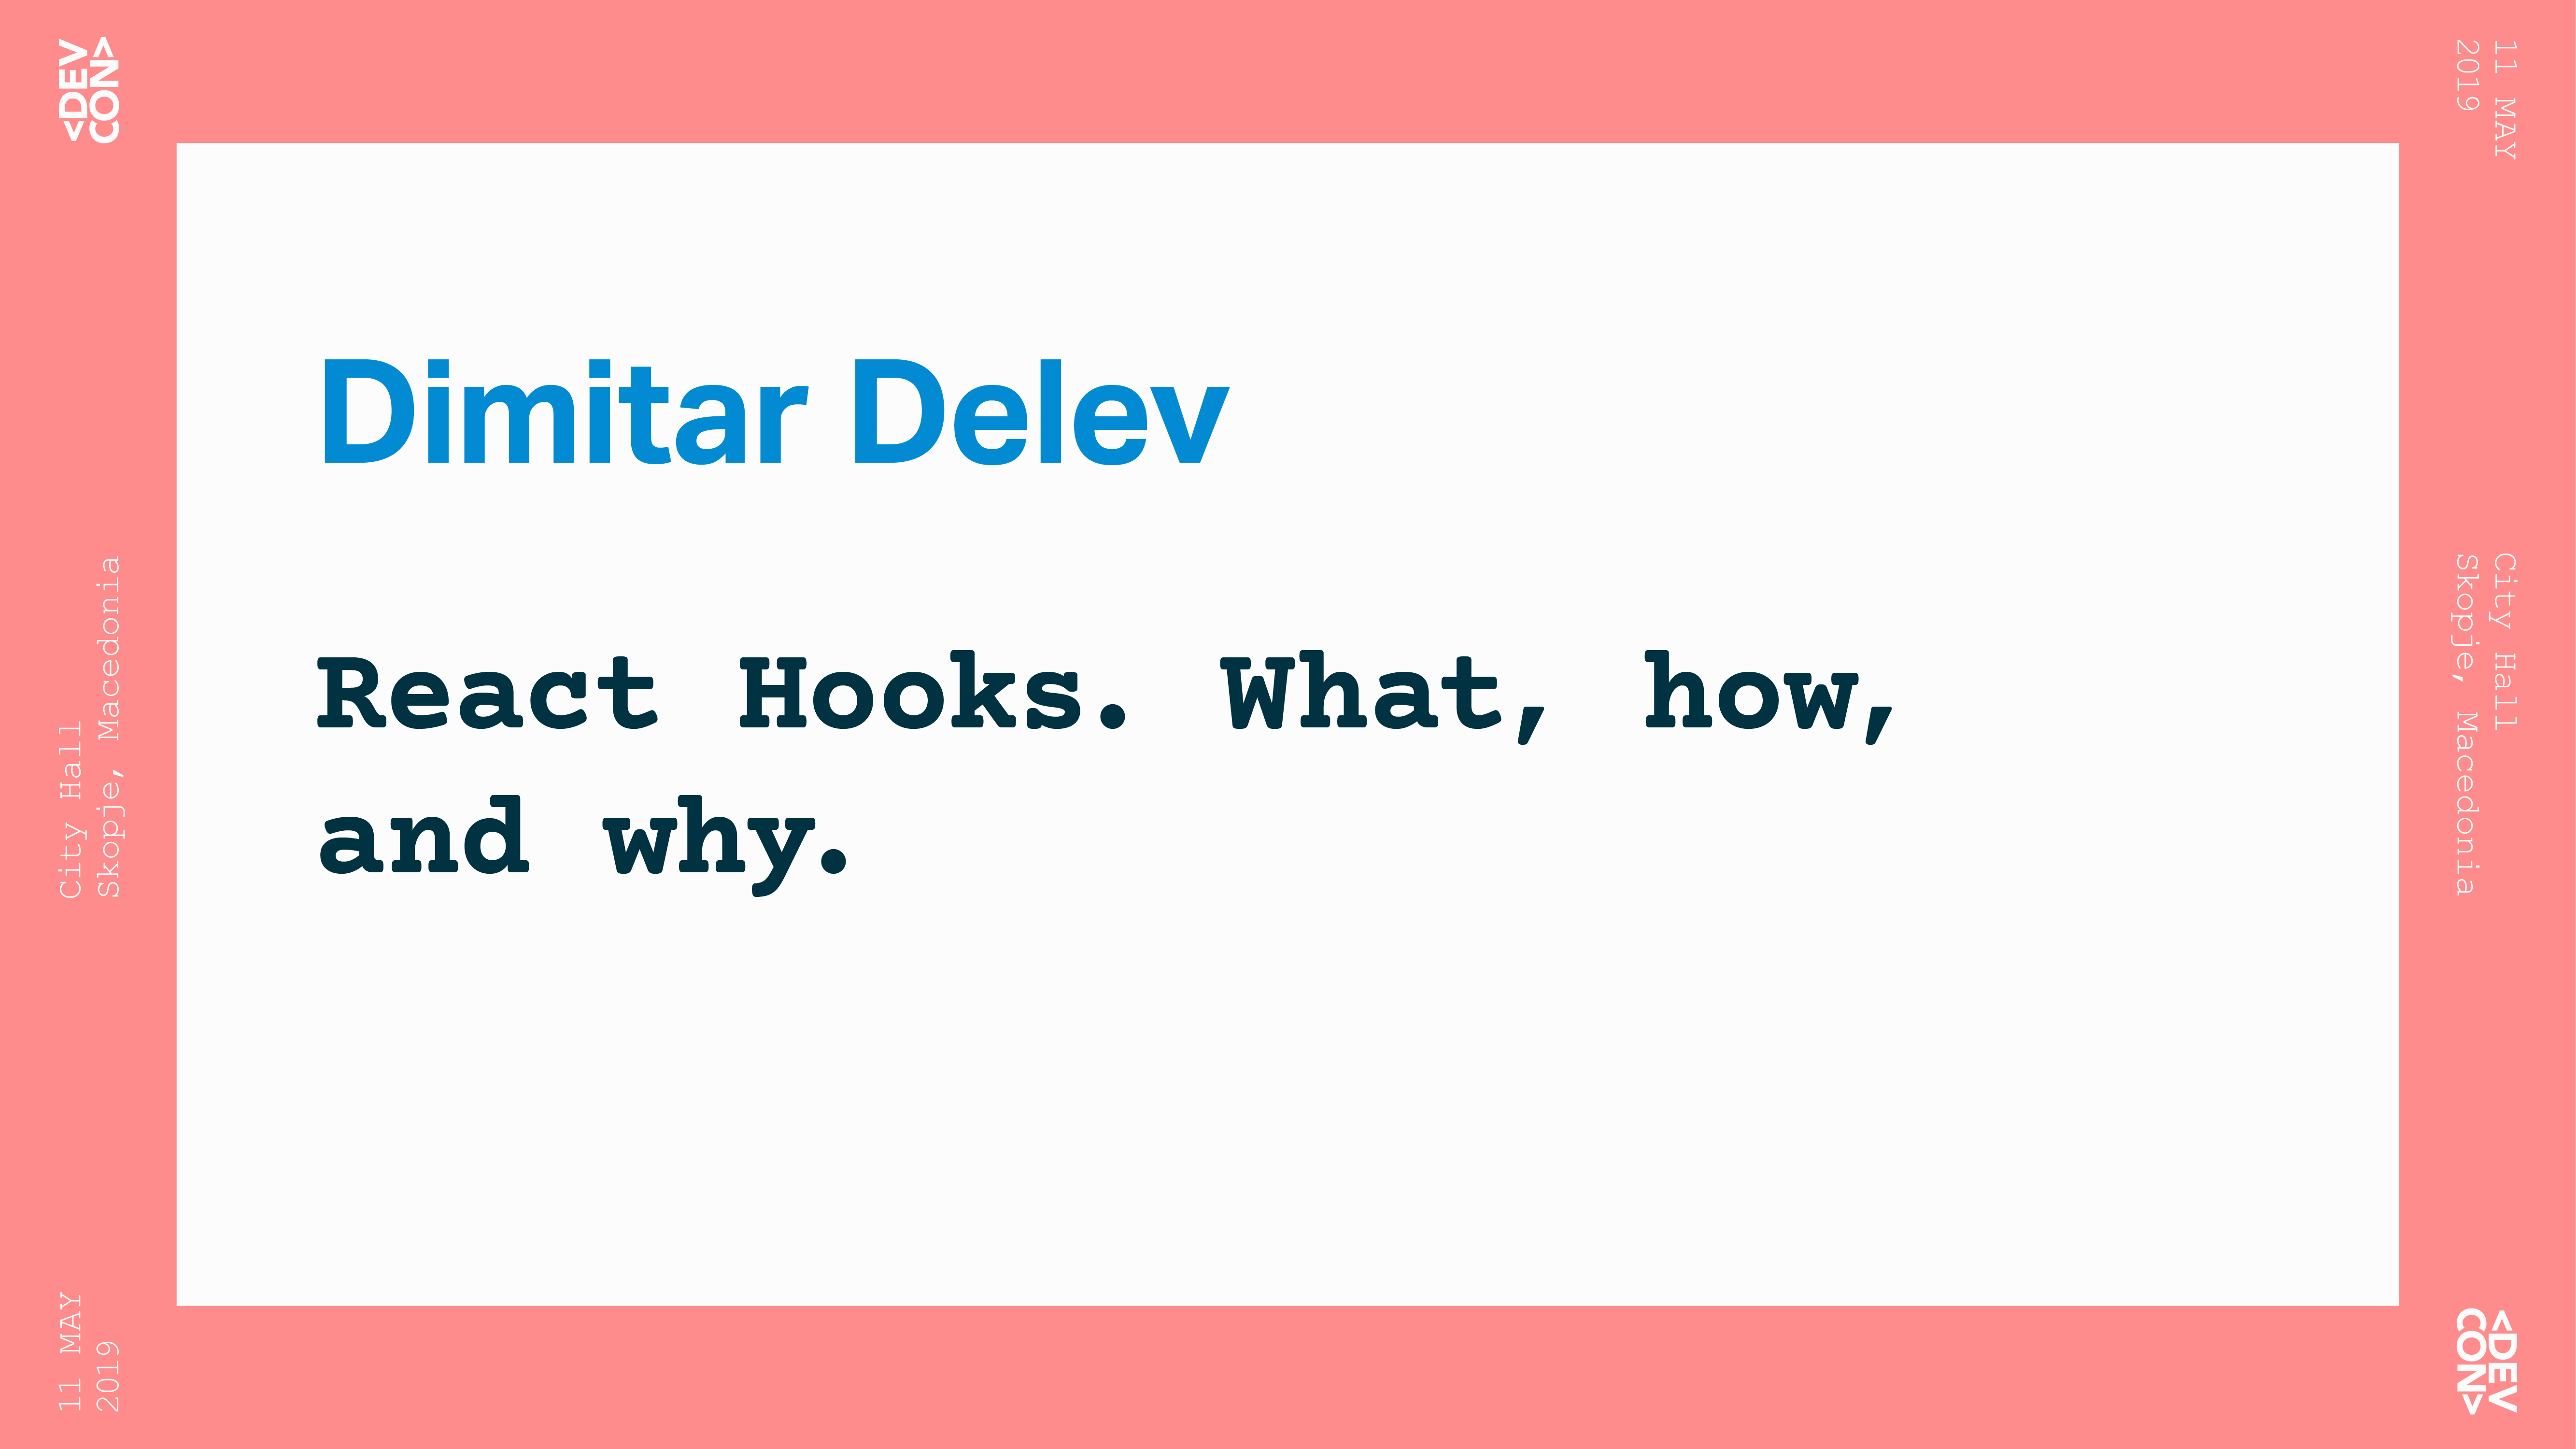 <DEV
CON>
11 MAY
2019
Dimitar Delev
React Hooks. What, how,
and why.
City Hall
Skopje, Macedonia
City Hall
Skopje, Macedonia
11 MAY
2019
<DEV
CON>